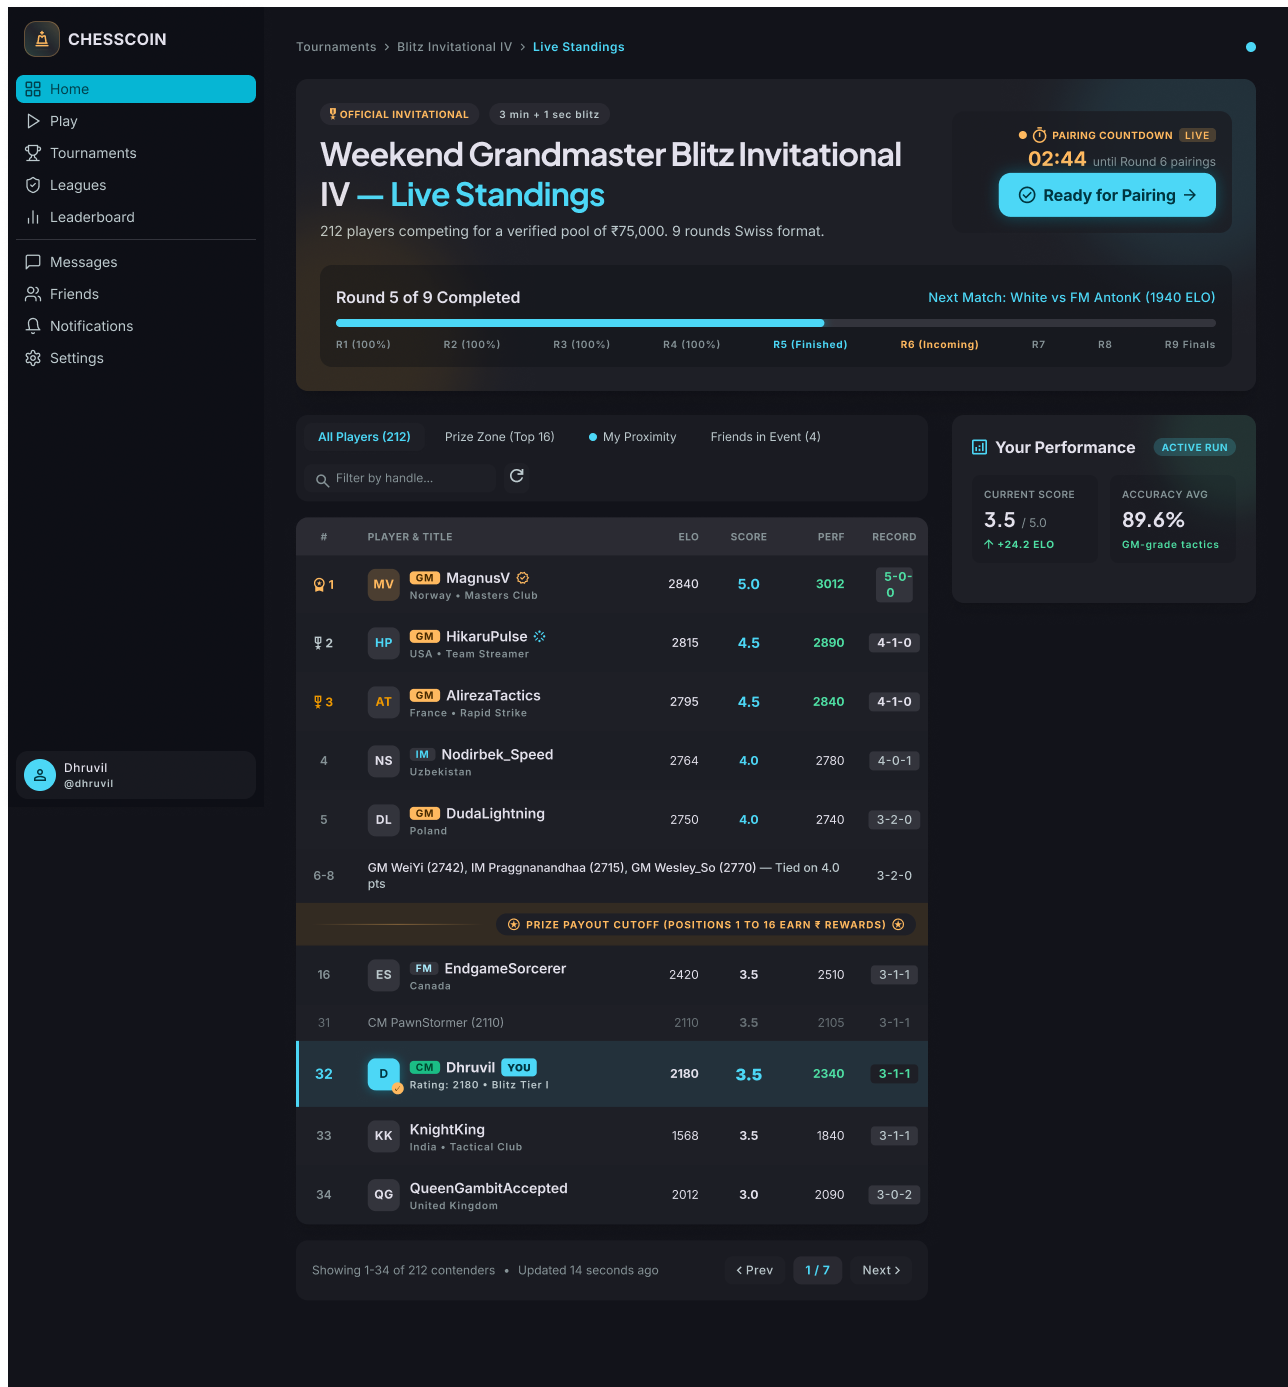 CHESSCOIN
Home
Play
Tournaments
Leagues
Leaderboard
Messages
Friends
Notifications
Settings
Dhruvil
@dhruvil
Tournaments › Blitz Invitational IV › Live Standings
OFFICIAL INVITATIONAL
3 min + 1 sec blitz
Weekend Grandmaster Blitz Invitational
IV — Live Standings
212 players competing for a verified pool of ₹75,000. 9 rounds Swiss format.
PAIRING COUNTDOWN LIVE
02:44 until Round 6 pairings
Ready for Pairing →
Round 5 of 9 Completed
Next Match: White vs FM AntonK (1940 ELO)
R1 (100%) R2 (100%) R3 (100%) R4 (100%) R5 (Finished) R6 (Incoming) R7 R8 R9 Finals
All Players (212) Prize Zone (Top 16) My Proximity Friends in Event (4)
Filter by handle...
# PLAYER & TITLE ELO SCORE PERF RECORD
1 MV GM MagnusV 2840 5.0 3012 5-0-
0
Norway • Masters Club
2 HP GM HikaruPulse 2815 4.5 2890 4-1-0
USA • Team Streamer
3 AT GM AlirezaTactics 2795 4.5 2840 4-1-0
France • Rapid Strike
4 NS IM Nodirbek_Speed 2764 4.0 2780 4-0-1
Uzbekistan
5 DL GM DudaLightning 2750 4.0 2740 3-2-0
Poland
6-8 GM WeiYi (2742), IM Praggnanandhaa (2715), GM Wesley_So (2770) — Tied on 4.0
pts 3-2-0
PRIZE PAYOUT CUTOFF (POSITIONS 1 TO 16 EARN ₹ REWARDS)
16 ES FM EndgameSorcerer 2420 3.5 2510 3-1-1
Canada
31 CM PawnStormer (2110) 2110 3.5 2105 3-1-1
32 D CM Dhruvil YOU 2180 3.5 2340 3-1-1
Rating: 2180 • Blitz Tier I
33 KK KnightKing 1568 3.5 1840 3-1-1
India • Tactical Club
34 QG QueenGambitAccepted 2012 3.0 2090 3-0-2
United Kingdom
Showing 1-34 of 212 contenders • Updated 14 seconds ago
‹ Prev 1 / 7 Next ›
Your Performance ACTIVE RUN
CURRENT SCORE
3.5 / 5.0
↑ +24.2 ELO
ACCURACY AVG
89.6%
GM-grade tactics